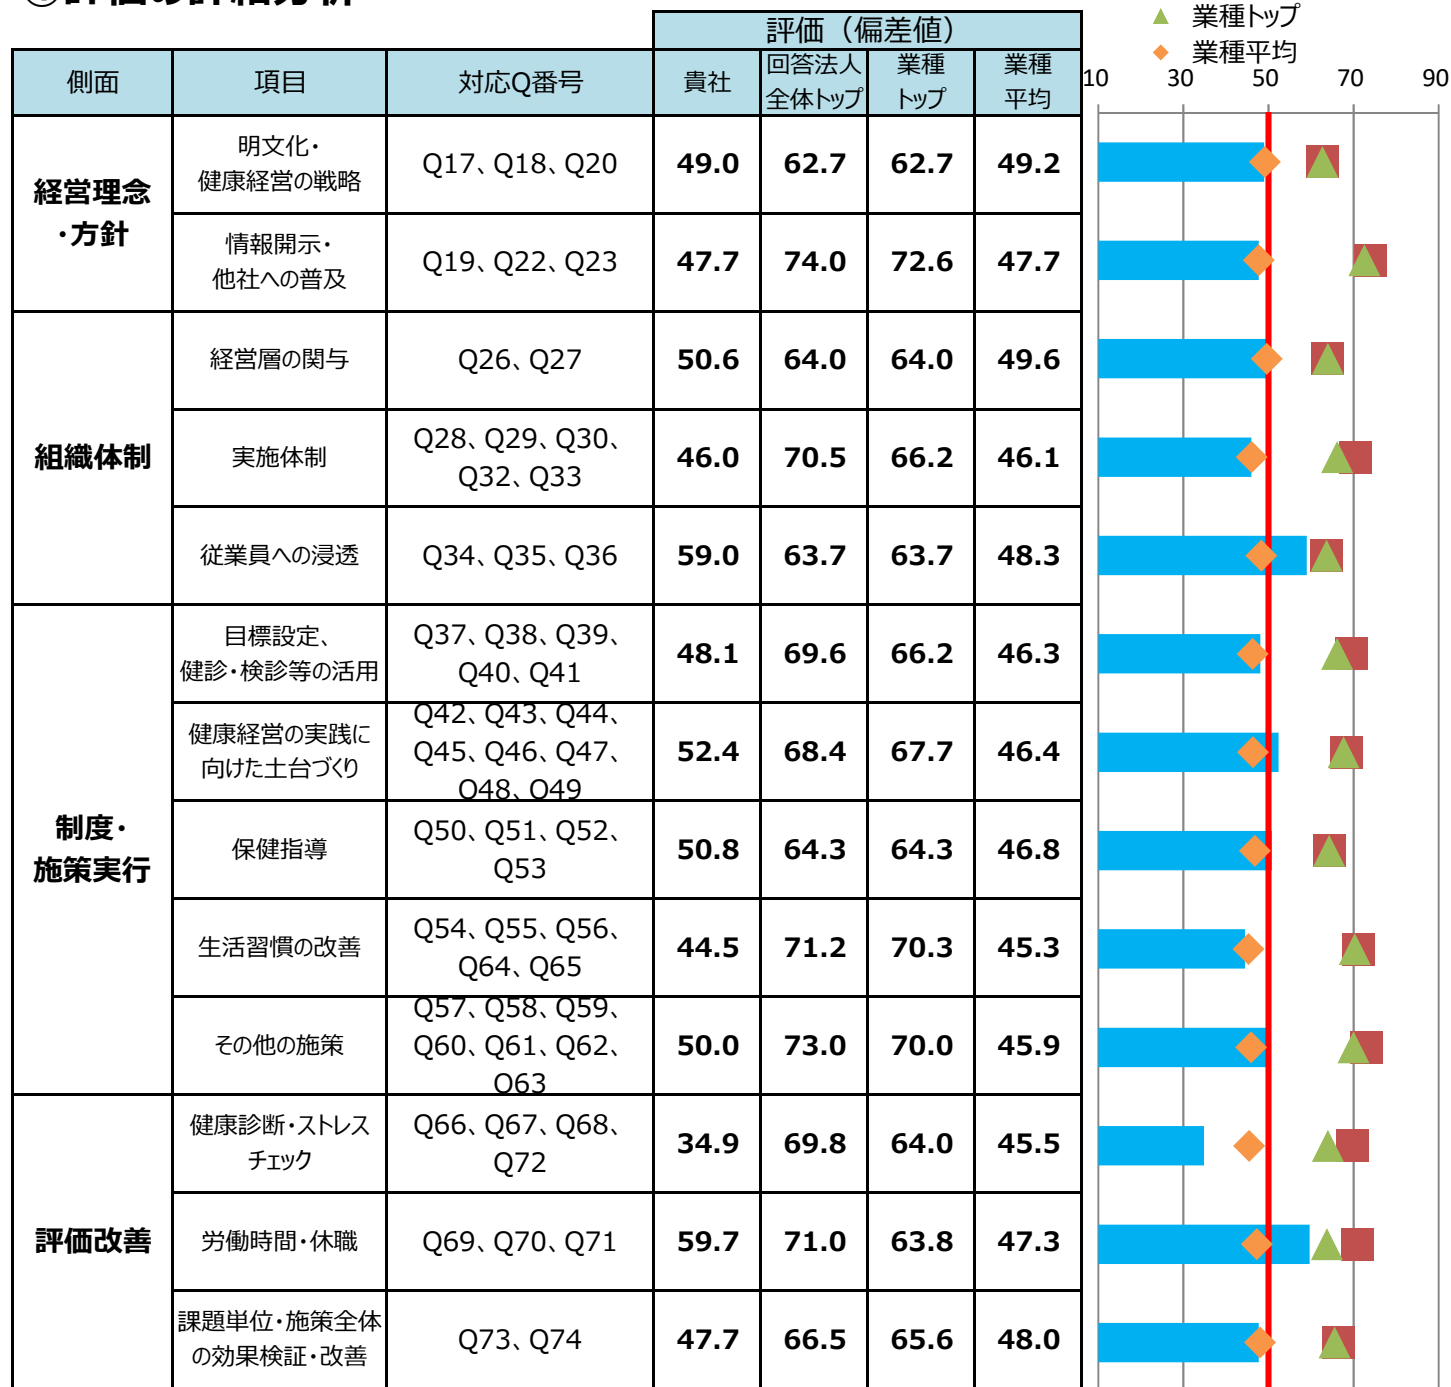 評価（偏差値）
側面 項目 対応Q番号 貴社 回答法人 業種 業種
全体トップ トップ 平均
▲ 業種トップ
◆ 業種平均
10 30 50 70 90
経営理念
・方針
明文化・
健康経営の戦略
Q17、Q18、Q20 49.0 62.7 62.7 49.2
情報開示・
他社への普及
Q19、Q22、Q23 47.7 74.0 72.6 47.7
組織体制
経営層の関与 Q26、Q27 50.6 64.0 64.0 49.6
実施体制
Q28、Q29、Q30、
Q32、Q33
46.0 70.5 66.2 46.1
従業員への浸透 Q34、Q35、Q36 59.0 63.7 63.7 48.3
制度・
施策実行
目標設定、
健診・検診等の活用
Q37、Q38、Q39、
Q40、Q41
48.1 69.6 66.2 46.3
健康経営の実践に
向けた土台づくり
Q42、Q43、Q44、
Q45、Q46、Q47、
Q48、Q49
52.4 68.4 67.7 46.4
保健指導
Q50、Q51、Q52、
Q53
50.8 64.3 64.3 46.8
生活習慣の改善
Q54、Q55、Q56、
Q64、Q65
44.5 71.2 70.3 45.3
その他の施策
Q57、Q58、Q59、
Q60、Q61、Q62、
Q63
50.0 73.0 70.0 45.9
評価改善
健康診断・ストレス
チェック
Q66、Q67、Q68、
Q72
34.9 69.8 64.0 45.5
労働時間・休職 Q69、Q70、Q71 59.7 71.0 63.8 47.3
課題単位・施策全体
の効果検証・改善
Q73、Q74 47.7 66.5 65.6 48.0